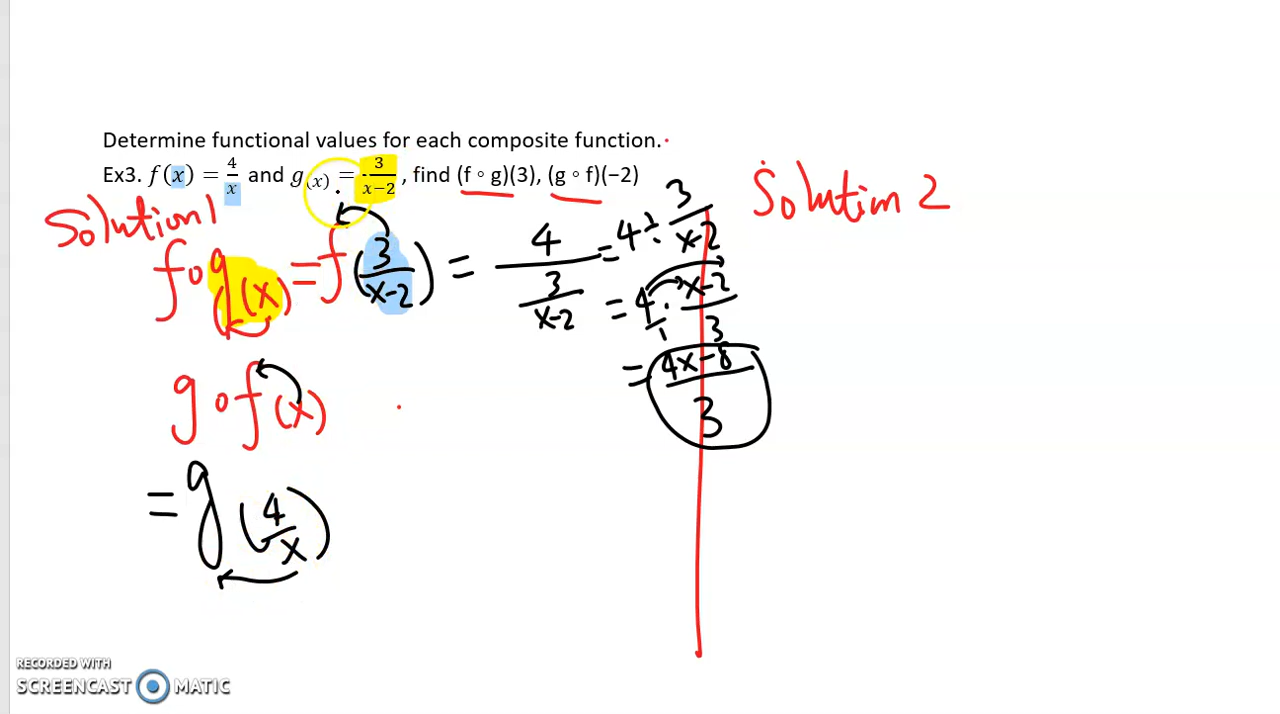 Determine functional values for each composite function.
Ex3. f(x) = 4/x and g(x) = 3/(x−2), find (f ∘ g)(3), (g ∘ f)(−2)
Solution 1
Solution 2
f∘g(x) = f(3/(x-2)) = 4/(3/(x-2)) = 4 ÷ 3/(x-2)
= 4/1 · (x-2)/3
= (4x-8)/3
g∘f(x)
= g(4/x)
RECORDED WITH
SCREENCAST MATIC